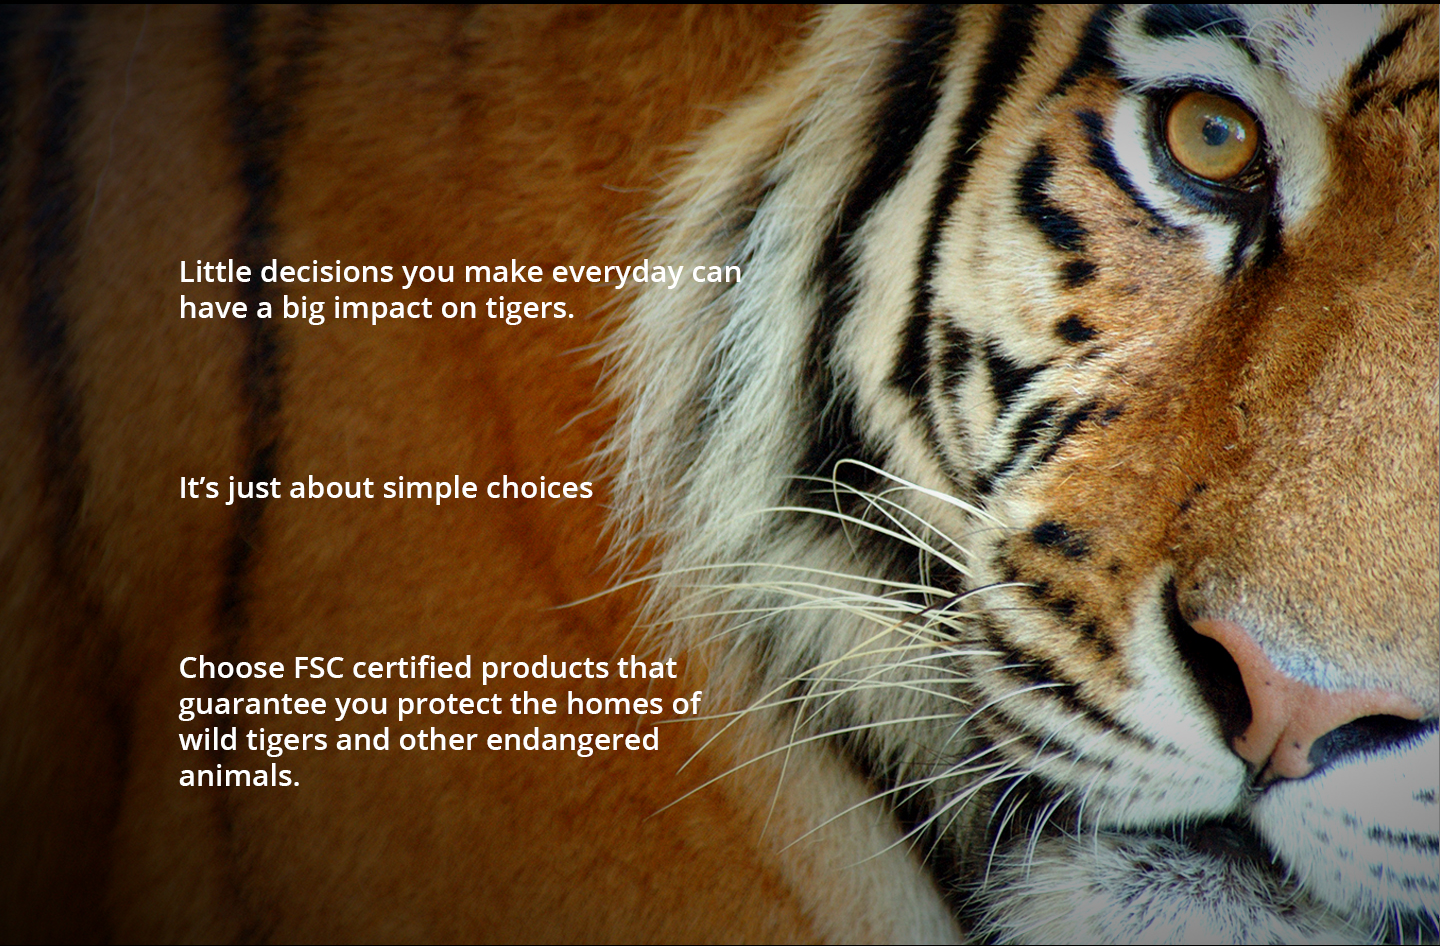 Little decisions you make everyday can
have a big impact on tigers.
It’s just about simple choices
Choose FSC certified products that
guarantee you protect the homes of
wild tigers and other endangered
animals.